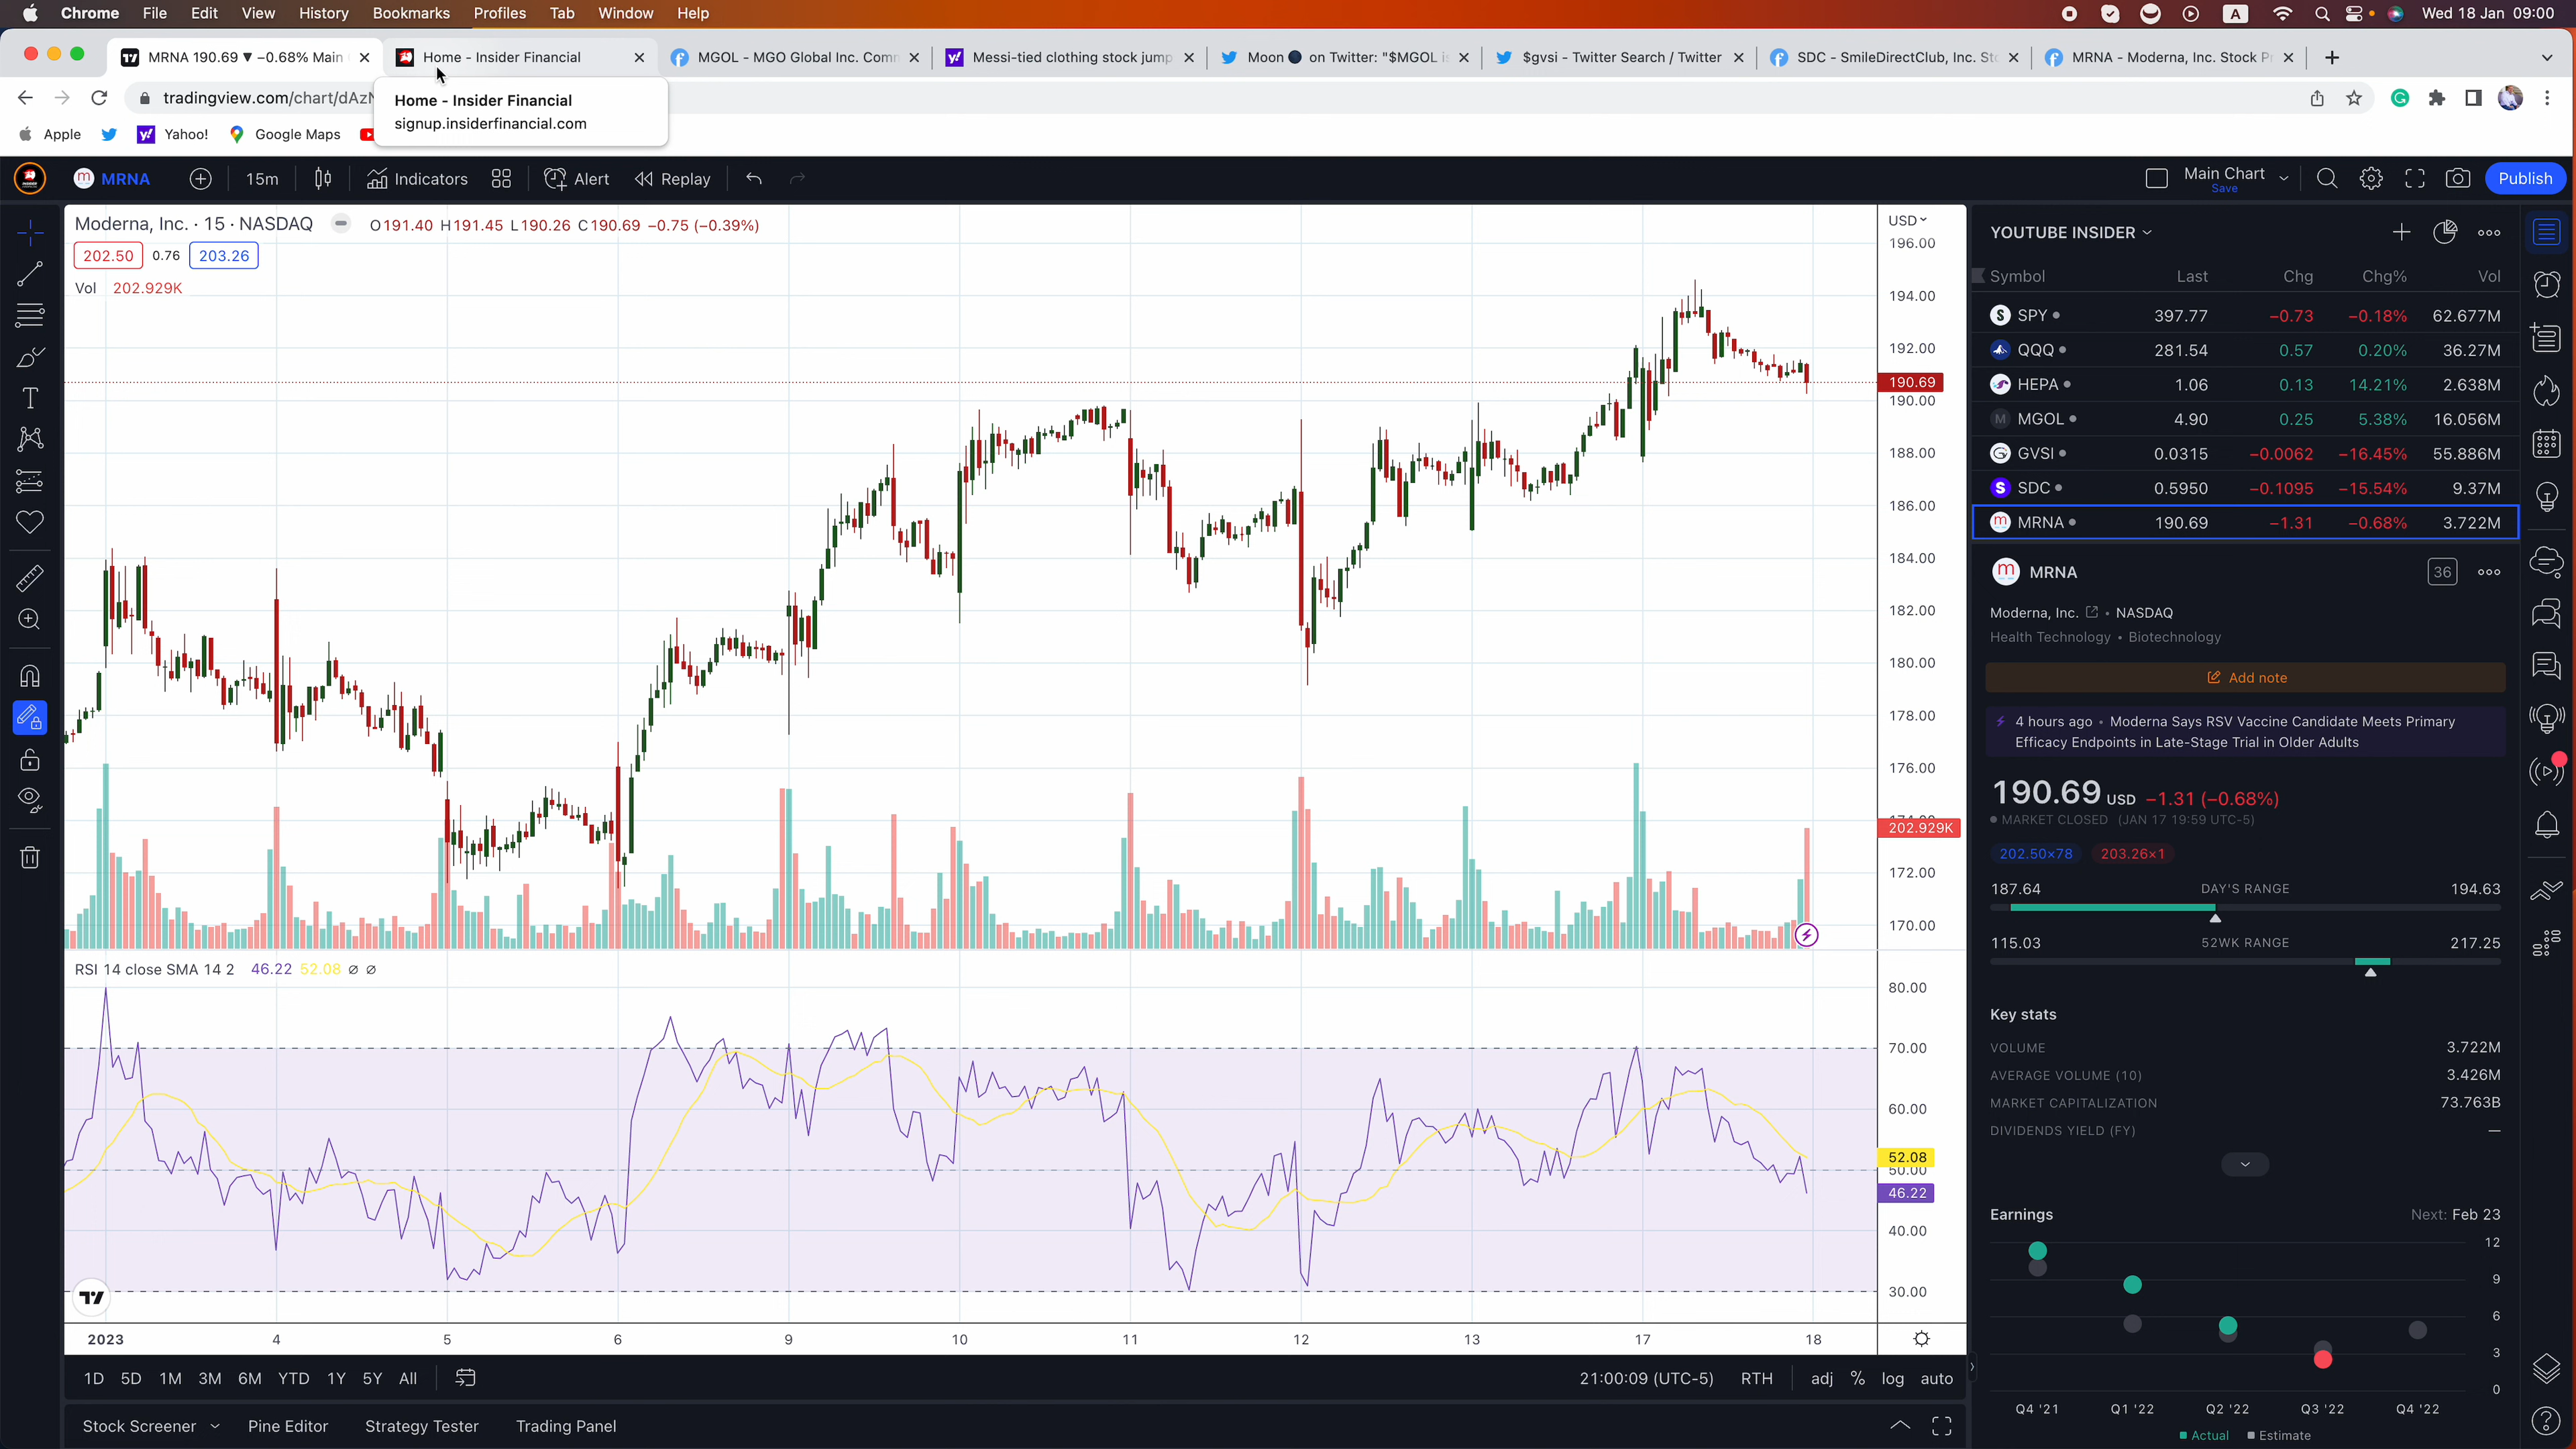 Chrome File Edit View History Bookmarks Profiles Tab Window Help A Wed 18 Jan 09:00
MRNA 190.69 ▼ −0.68% Main Home - Insider Financial MGOL - MGO Global Inc. Comm Messi-tied clothing stock jump Moon on Twitter: "$MGOL is $gvsi - Twitter Search / Twitter SDC - SmileDirectClub, Inc. Sto MRNA - Moderna, Inc. Stock Pr
tradingview.com/chart/dAzN
Home - Insider Financial
signup.insiderfinancial.com
Apple Yahoo! Google Maps
MRNA 15m Indicators Alert Replay Main Chart Save Publish
Moderna, Inc. · 15 · NASDAQ O191.40 H191.45 L190.26 C190.69 −0.75 (−0.39%)
202.50 0.76 203.26
Vol 202.929K
USD
196.00
194.00
192.00
190.69
190.00
188.00
186.00
184.00
182.00
180.00
178.00
176.00
174.00
202.929K
172.00
170.00
RSI 14 close SMA 14 2 46.22 52.08 ∅ ∅
80.00
70.00
60.00
52.08
50.00
46.22
40.00
30.00
2023 4 5 6 9 10 11 12 13 17 18
1D 5D 1M 3M 6M YTD 1Y 5Y All 21:00:09 (UTC-5) RTH adj % log auto
Stock Screener Pine Editor Strategy Tester Trading Panel
YOUTUBE INSIDER
Symbol Last Chg Chg% Vol
SPY 397.77 −0.73 −0.18% 62.677M
QQQ 281.54 0.57 0.20% 36.27M
HEPA 1.06 0.13 14.21% 2.638M
M MGOL 4.90 0.25 5.38% 16.056M
GVSI 0.0315 −0.0062 −16.45% 55.886M
SDC 0.5950 −0.1095 −15.54% 9.37M
m MRNA 190.69 −1.31 −0.68% 3.722M
m MRNA 36
Moderna, Inc. • NASDAQ
Health Technology • Biotechnology
Add note
4 hours ago • Moderna Says RSV Vaccine Candidate Meets Primary
Efficacy Endpoints in Late-Stage Trial in Older Adults
190.69 USD −1.31 (−0.68%)
MARKET CLOSED (JAN 17 19:59 UTC-5)
202.50×78 203.26×1
187.64 DAY'S RANGE 194.63
115.03 52WK RANGE 217.25
Key stats
VOLUME 3.722M
AVERAGE VOLUME (10) 3.426M
MARKET CAPITALIZATION 73.763B
DIVIDENDS YIELD (FY) —
Earnings Next: Feb 23
12
9
6
3
0
Q4 '21 Q1 '22 Q2 '22 Q3 '22 Q4 '22
Actual Estimate